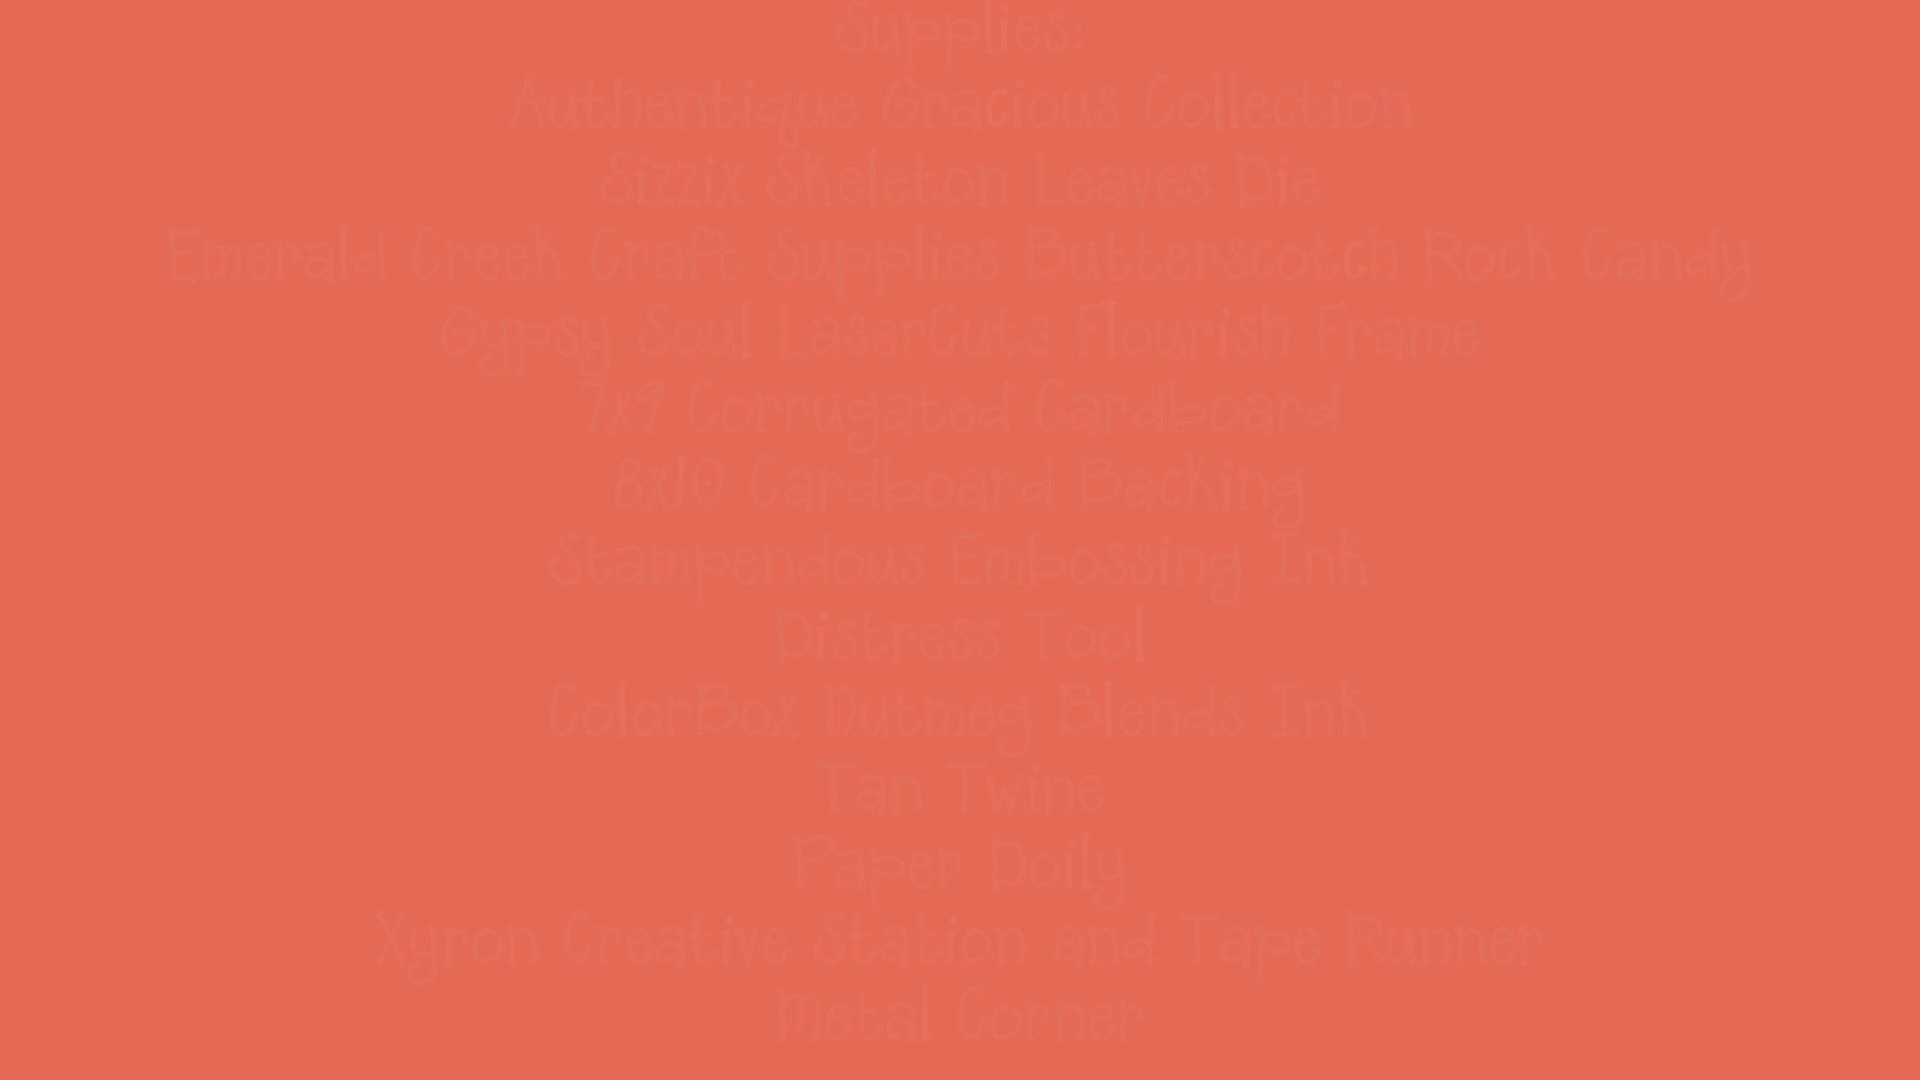 Supplies:
Authentique Gracious Collection
Sizzix Skeleton Leaves Die
Emerald Creek Craft Supplies Butterscotch Rock Candy
Gypsy Soul LaserCuts Flourish Frame
7x9 Corrugated Cardboard
8x10 Cardboard Backing
Stampendous Embossing Ink
Distress Tool
ColorBox Nutmeg Blends Ink
Tan Twine
Paper Doily
Xyron Creative Station and Tape Runner
Metal Corner